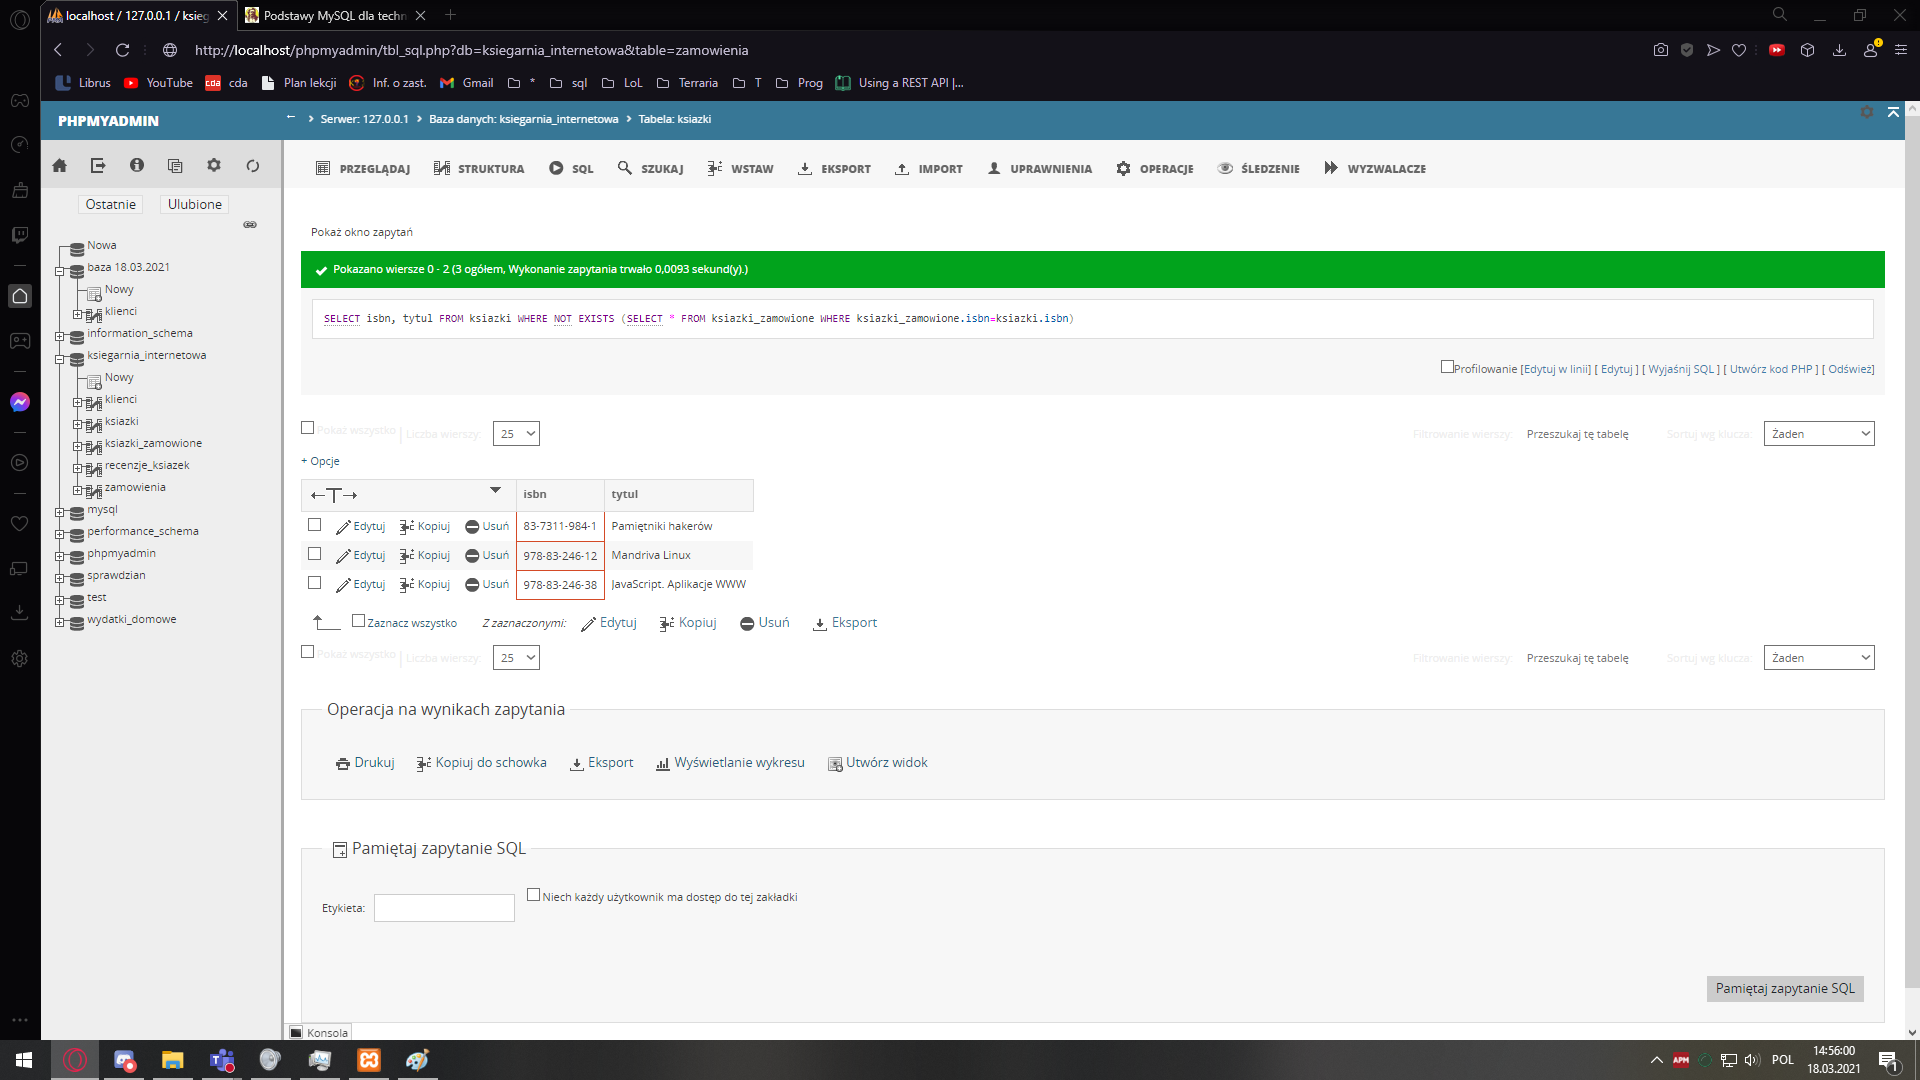 localhost / 127.0.0.1 / ksieg
Podstawy MySQL dla techn
http://localhost/phpmyadmin/tbl_sql.php?db=ksiegarnia_internetowa&table=zamowienia
Librus YouTube cda cda Plan lekcji Inf. o zast. Gmail * sql LoL Terraria T Prog Using a REST API |...
PHPMYADMIN
Serwer: 127.0.0.1 Baza danych: ksiegarnia_internetowa Tabela: ksiazki
PRZEGLĄDAJ STRUKTURA SQL SZUKAJ WSTAW EKSPORT IMPORT UPRAWNIENIA OPERACJE ŚLEDZENIE WYZWALACZE
Ostatnie Ulubione
Nowa
baza 18.03.2021
Nowy
klienci
information_schema
ksiegarnia_internetowa
Nowy
klienci
ksiazki
ksiazki_zamowione
recenzje_ksiazek
zamowienia
mysql
performance_schema
phpmyadmin
sprawdzian
test
wydatki_domowe
Pokaż okno zapytań
Pokazano wiersze 0 - 2 (3 ogółem, Wykonanie zapytania trwało 0,0093 sekund(y).)
SELECT isbn, tytul FROM ksiazki WHERE NOT EXISTS (SELECT * FROM ksiazki_zamowione WHERE ksiazki_zamowione.isbn=ksiazki.isbn)
Profilowanie [Edytuj w linii] [ Edytuj ] [ Wyjaśnij SQL ] [ Utwórz kod PHP ] [ Odśwież]
Pokaż wszystko | Liczba wierszy: 25 Filtrowanie wierszy: Przeszukaj tę tabelę Sortuj wg klucza: Żaden
+ Opcje
←T→ isbn tytul
Edytuj Kopiuj Usuń 83-7311-984-1 Pamiętniki hakerów
Edytuj Kopiuj Usuń 978-83-246-12 Mandriva Linux
Edytuj Kopiuj Usuń 978-83-246-38 JavaScript. Aplikacje WWW
Zaznacz wszystko Z zaznaczonymi: Edytuj Kopiuj Usuń Eksport
Pokaż wszystko | Liczba wierszy: 25 Filtrowanie wierszy: Przeszukaj tę tabelę Sortuj wg klucza: Żaden
Operacja na wynikach zapytania
Drukuj Kopiuj do schowka Eksport Wyświetlanie wykresu Utwórz widok
Pamiętaj zapytanie SQL
Etykieta: Niech każdy użytkownik ma dostęp do tej zakładki
Pamiętaj zapytanie SQL
Konsola
APM POL 14:56:00
18.03.2021
1